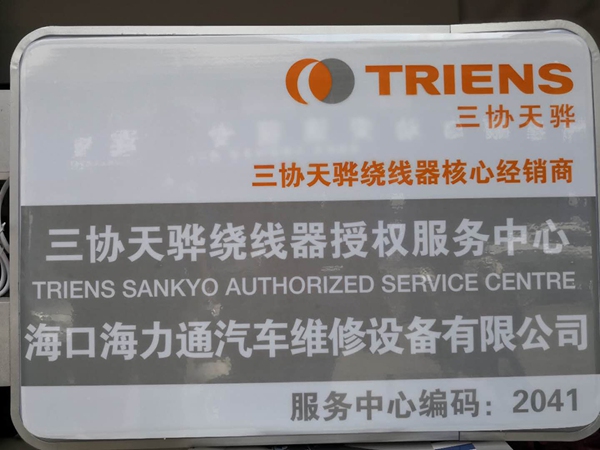 TRIENS
三协天骅
三协天骅绕线器核心经销商
三协天骅绕线器授权服务中心
TRIENS SANKYO AUTHORIZED SERVICE CENTRE
海口海力通汽车维修设备有限公司
服务中心编码：2041